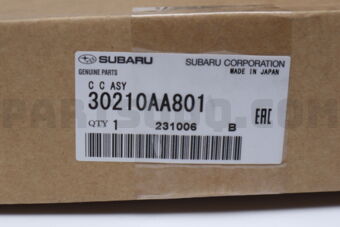 SUBARU
SUBARU CORPORATION
GENUINE PARTS
MADE IN JAPAN
C C ASY
30210AA801
QTY 1 231006 B
EAC